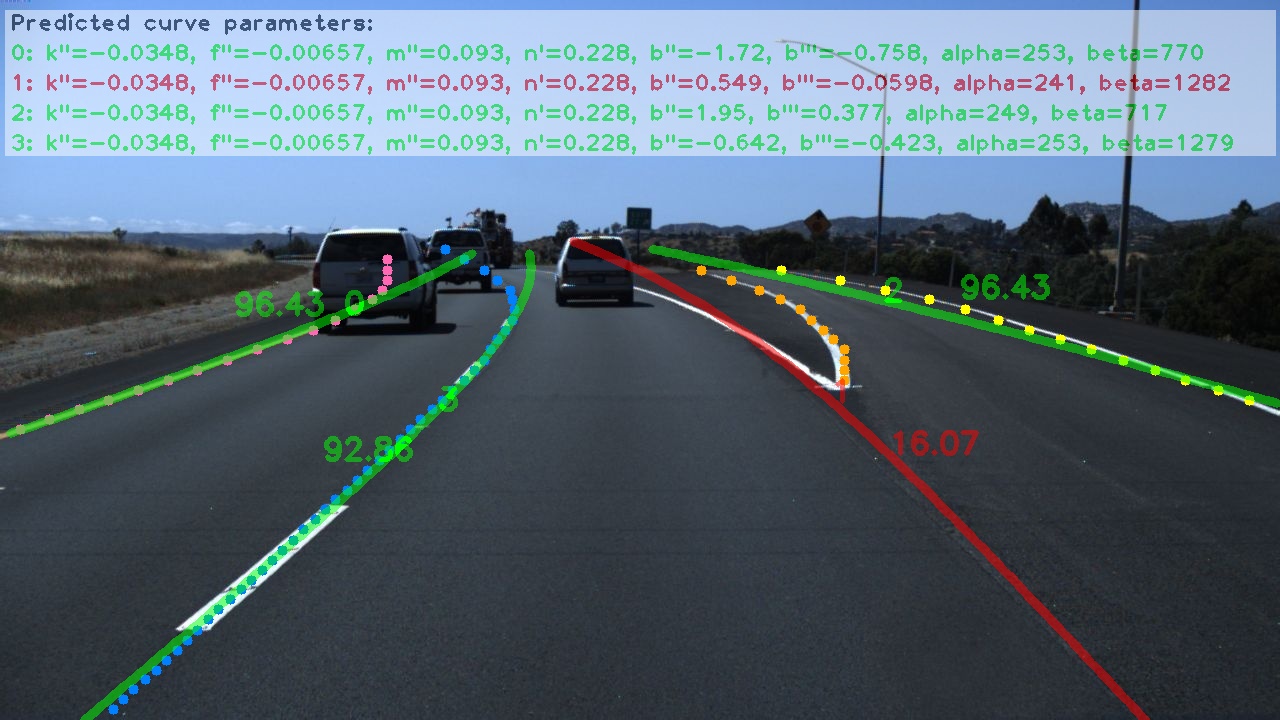 Predicted curve parameters:
0: k"=-0.0348, f"=-0.00657, m"=0.093, n'=0.228, b"=-1.72, b'''=-0.758, alpha=253, beta=770
1: k"=-0.0348, f"=-0.00657, m"=0.093, n'=0.228, b"=0.549, b'''=-0.0598, alpha=241, beta=1282
2: k"=-0.0348, f"=-0.00657, m"=0.093, n'=0.228, b"=1.95, b'''=0.377, alpha=249, beta=717
3: k"=-0.0348, f"=-0.00657, m"=0.093, n'=0.228, b"=-0.642, b'''=-0.423, alpha=253, beta=1279
96.43 0
2 96.43
3
92.86
1
16.07